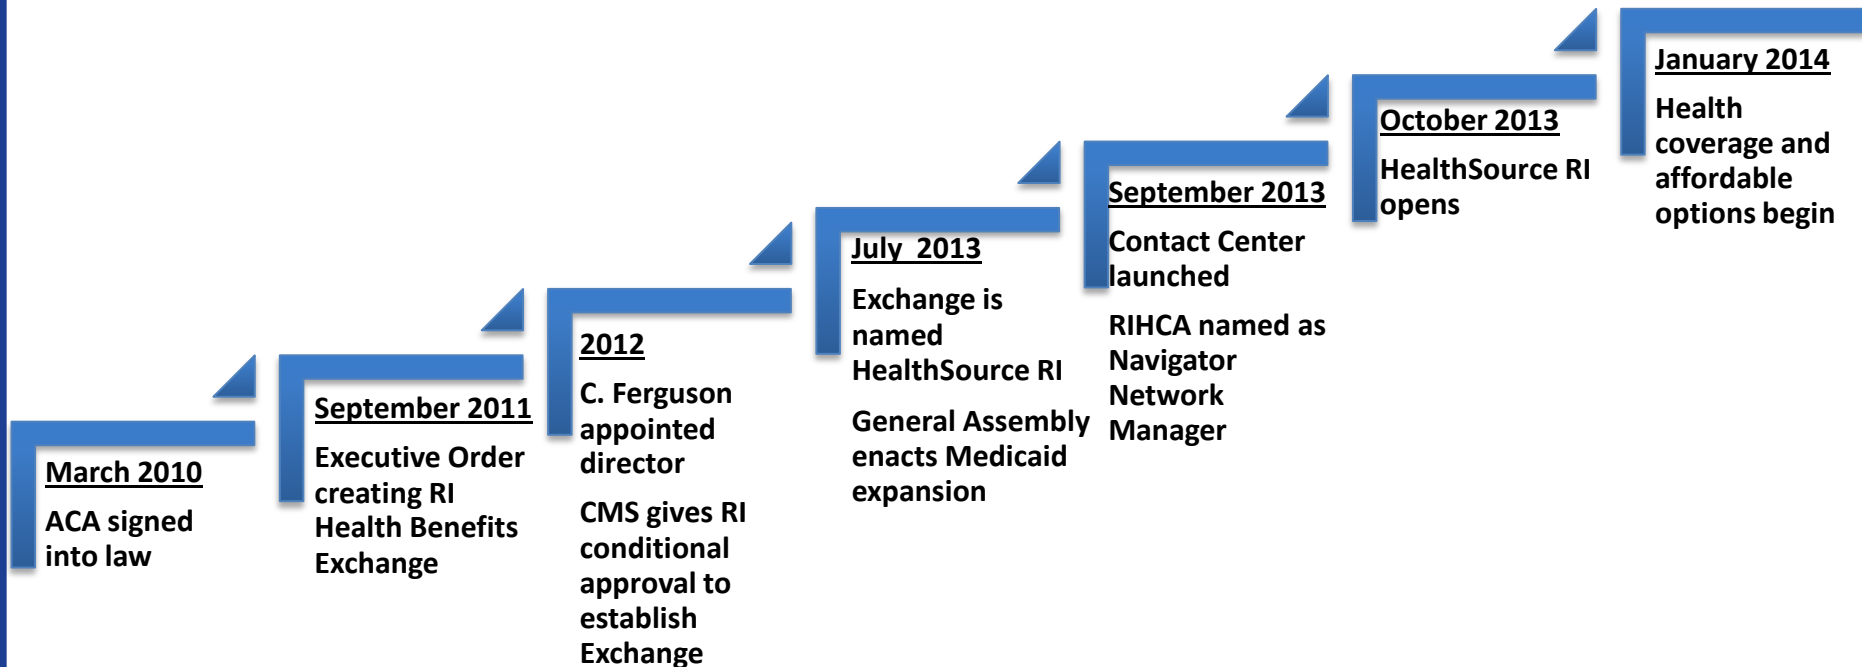 March 2010
ACA signed
into law
September 2011
Executive Order
creating RI
Health Benefits
Exchange
2012
C. Ferguson
appointed
director
CMS gives RI
conditional
approval to
establish
Exchange
July  2013
Exchange is
named
HealthSource RI
General Assembly
enacts Medicaid
expansion
September 2013
Contact Center
launched
RIHCA named as
Navigator
Network
Manager
October 2013
HealthSource RI
opens
January 2014
Health
coverage and
affordable
options begin